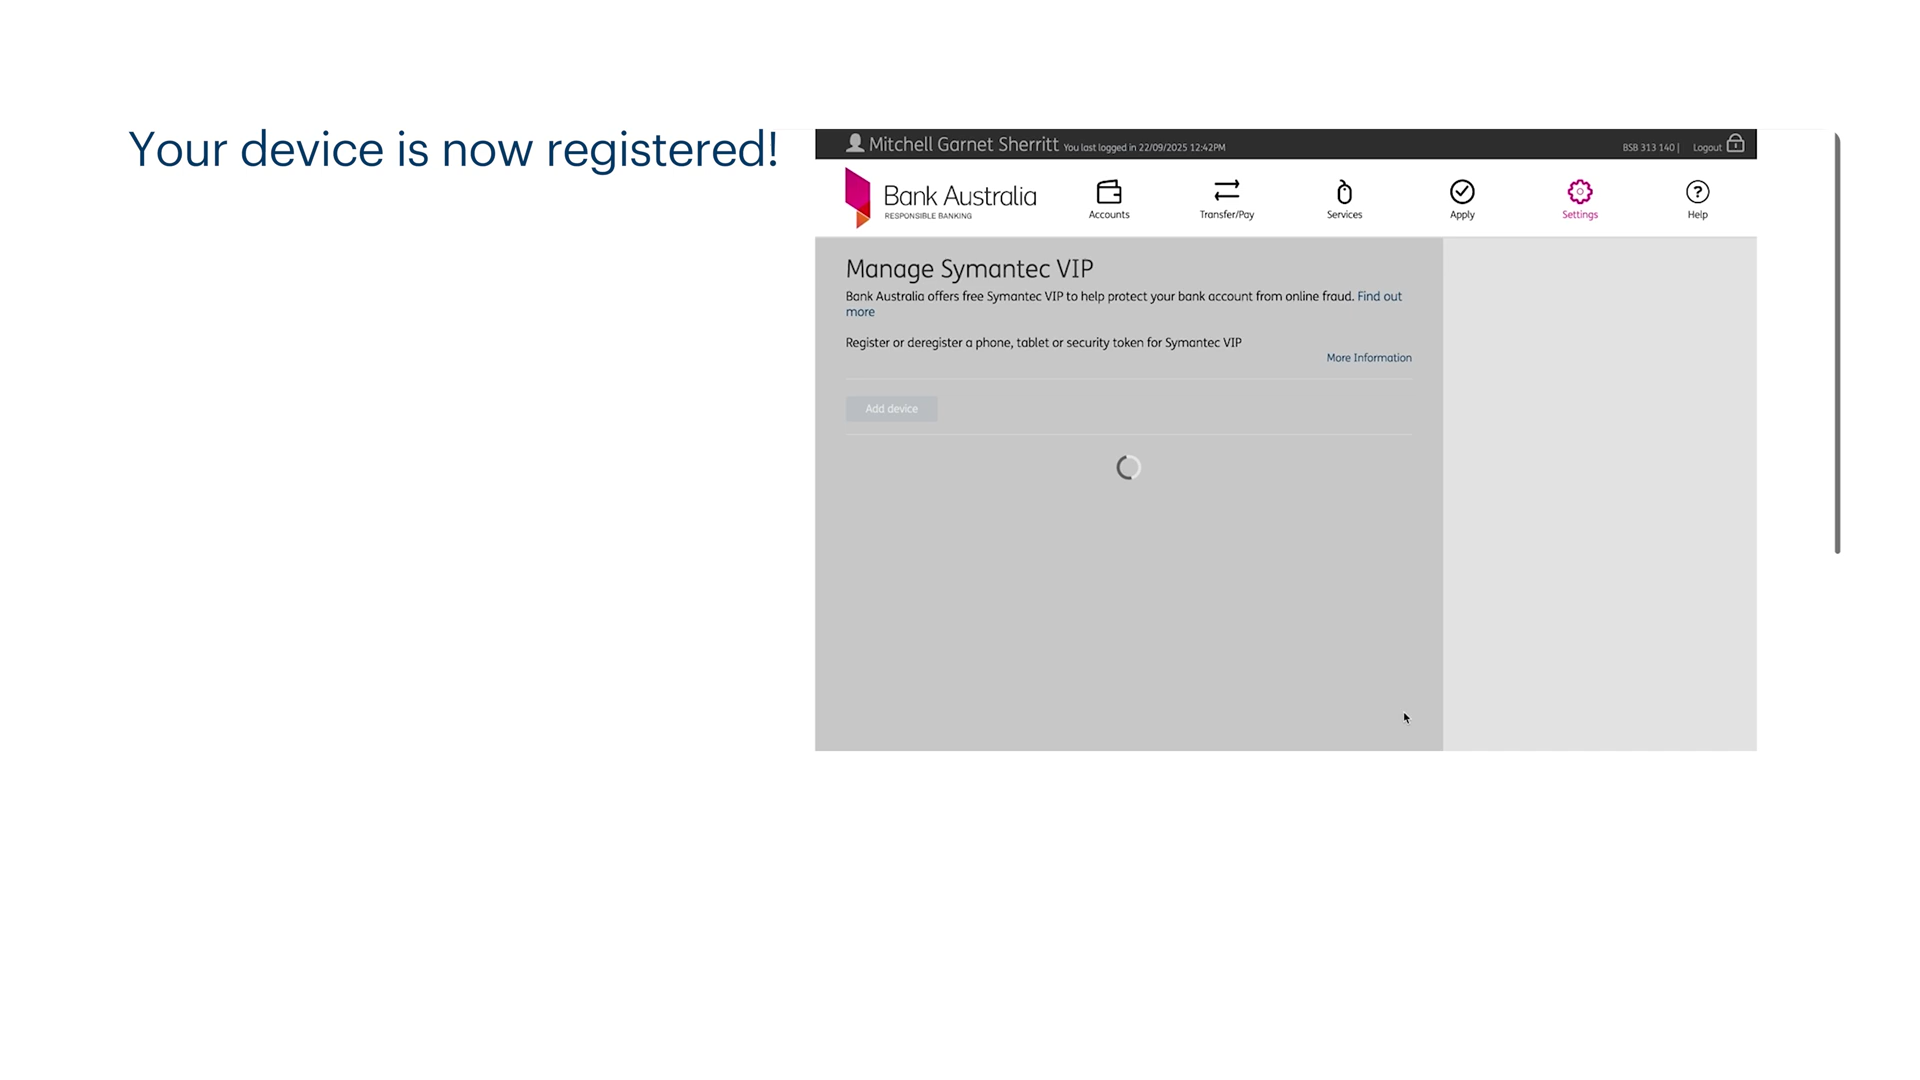 Your device is now registered!
Mitchell Garnet Sherritt You last logged in 22/09/2025 12:42PM
BSB 313 140 | Logout
Bank Australia
RESPONSIBLE BANKING
Accounts
Transfer/Pay
Services
Apply
Settings
Help
Manage Symantec VIP
Bank Australia offers free Symantec VIP to help protect your bank account from online fraud. Find out
more
Register or deregister a phone, tablet or security token for Symantec VIP
More Information
Add device